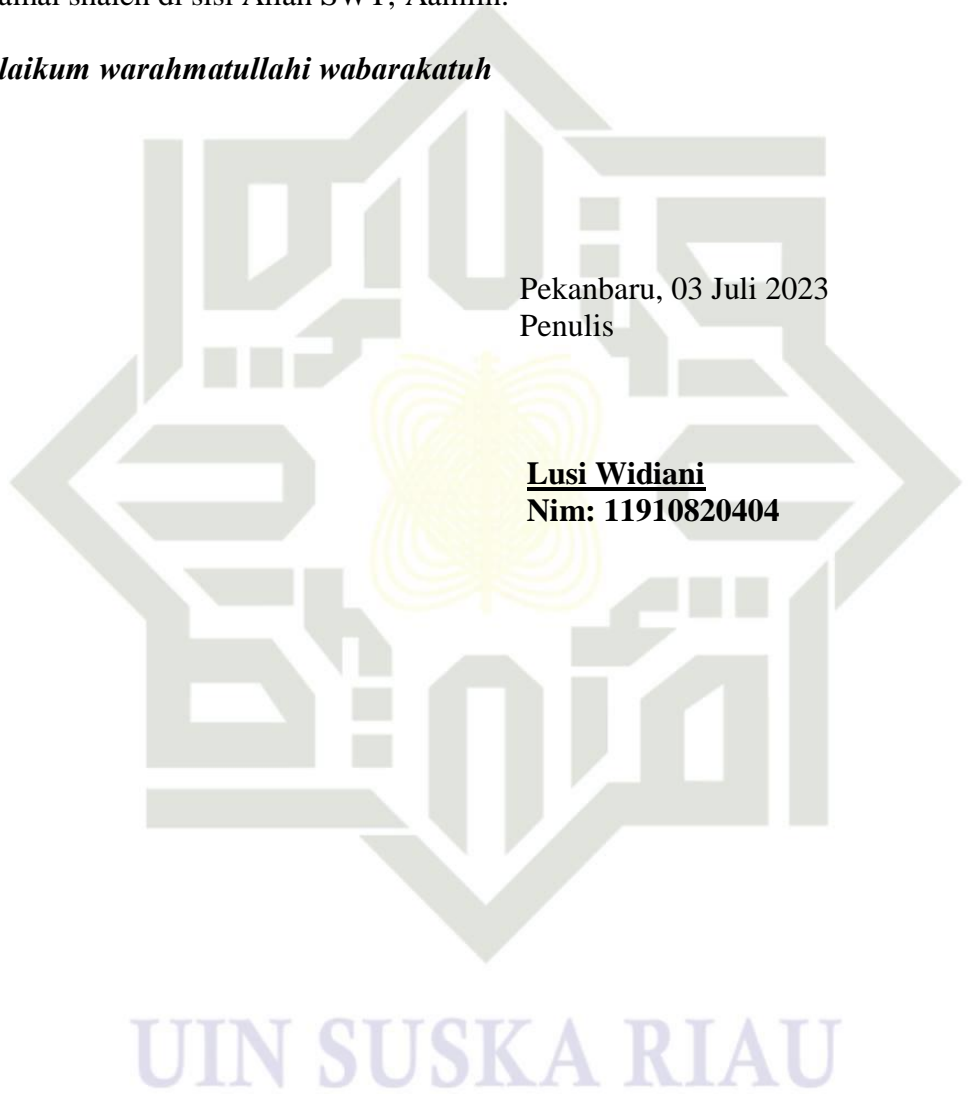 amal shaleh di sisi Allah SWT, Aamiin.
laikum warahmatullahi wabarakatuh
Pekanbaru, 03 Juli 2023
Penulis
Lusi Widiani
Nim: 11910820404
UIN SUSKA RIAU